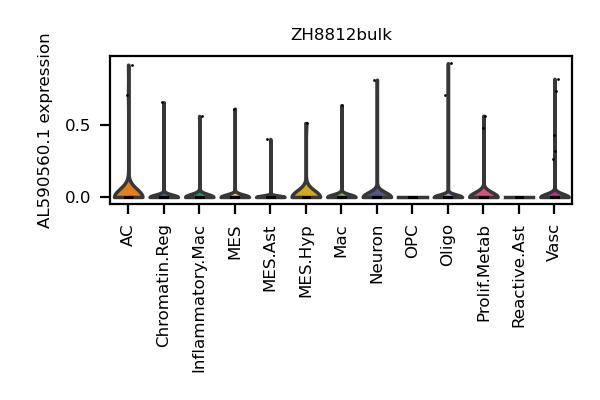 ZH8812bulk
AL590560.1 expression
0.5
0.0
AC
Chromatin.Reg
Inflammatory.Mac
MES
MES.Ast
MES.Hyp
Mac
Neuron
OPC
Oligo
Prolif.Metab
Reactive.Ast
Vasc